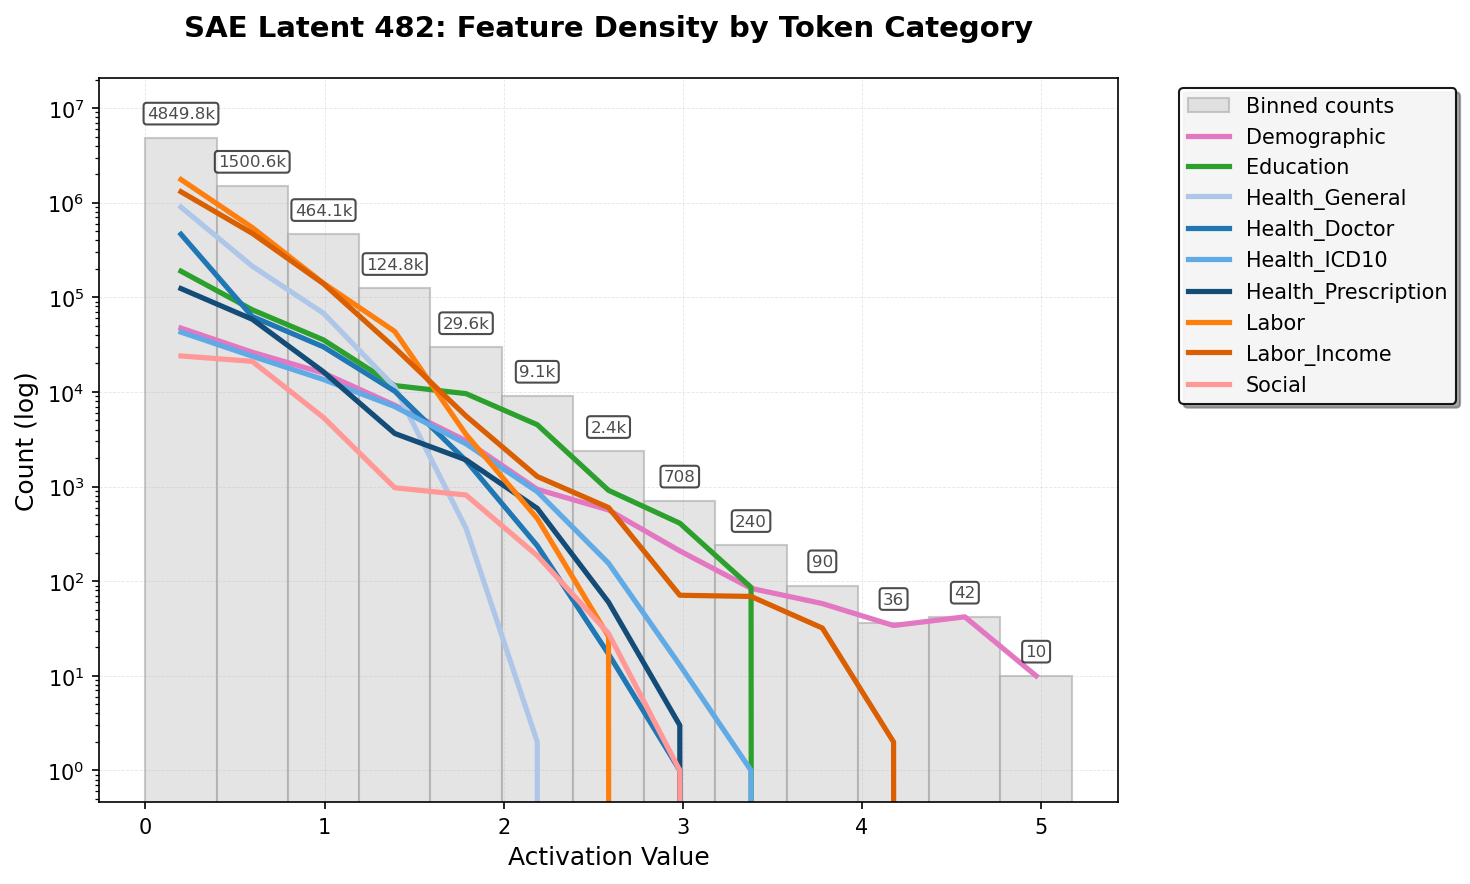 SAE Latent 482: Feature Density by Token Category
Count (log)
10^7
10^6
10^5
10^4
10^3
10^2
10^1
10^0
4849.8k
1500.6k
464.1k
124.8k
29.6k
9.1k
2.4k
708
240
90
36
42
10
0
1
2
3
4
5
Activation Value
Binned counts
Demographic
Education
Health_General
Health_Doctor
Health_ICD10
Health_Prescription
Labor
Labor_Income
Social